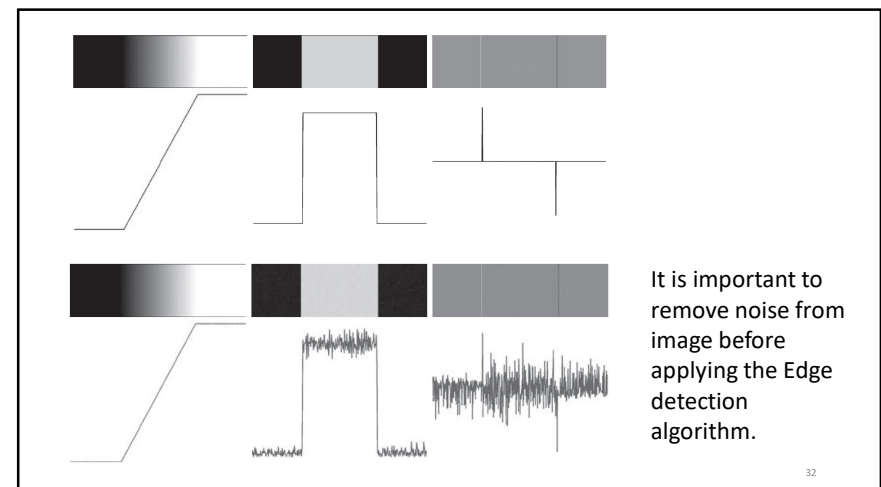 It is important to
remove noise from
image before
applying the Edge
detection
algorithm.
32